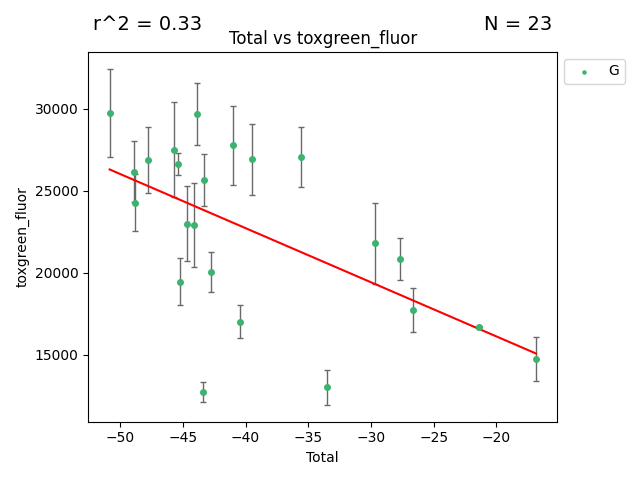 r^2 = 0.33
N = 23
Total vs toxgreen_fluor
G
30000
25000
20000
15000
toxgreen_fluor
−50
−45
−40
−35
−30
−25
−20
Total